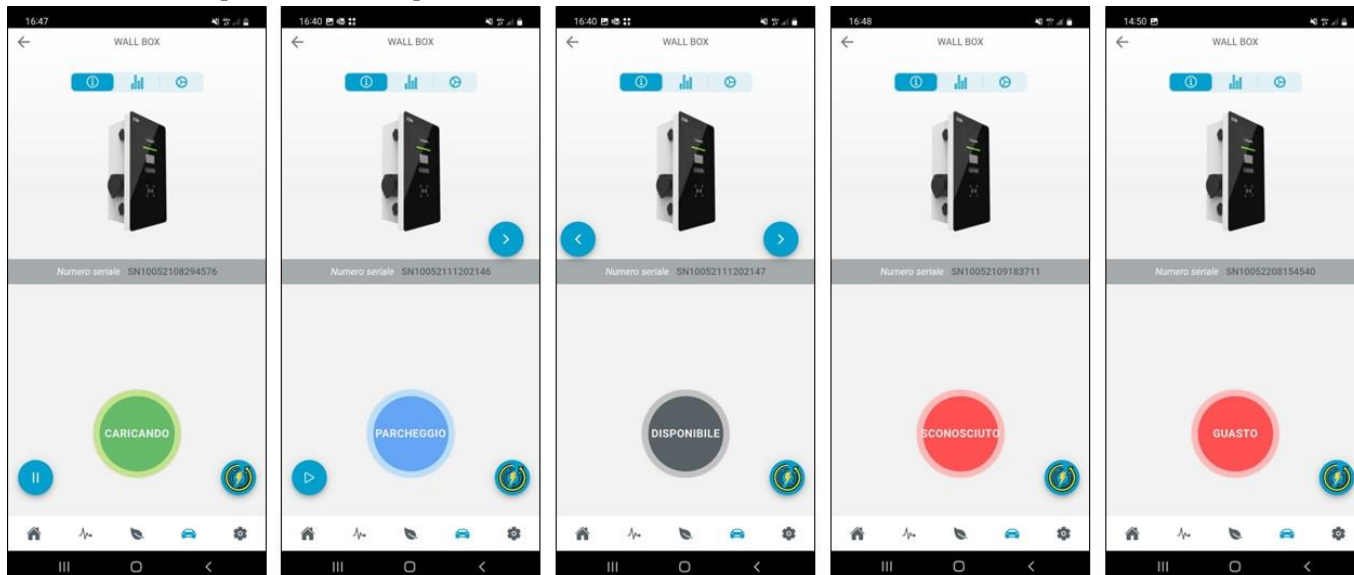 16:47
WALL BOX
Numero seriale SN10052108294576
CARICANDO
16:40
WALL BOX
Numero seriale SN10052111202146
PARCHEGGIO
16:40
WALL BOX
Numero seriale SN10052111202147
DISPONIBILE
16:48
WALL BOX
Numero seriale SN10052109183711
SCONOSCIUTO
14:50
WALL BOX
Numero seriale SN10052208154540
GUASTO